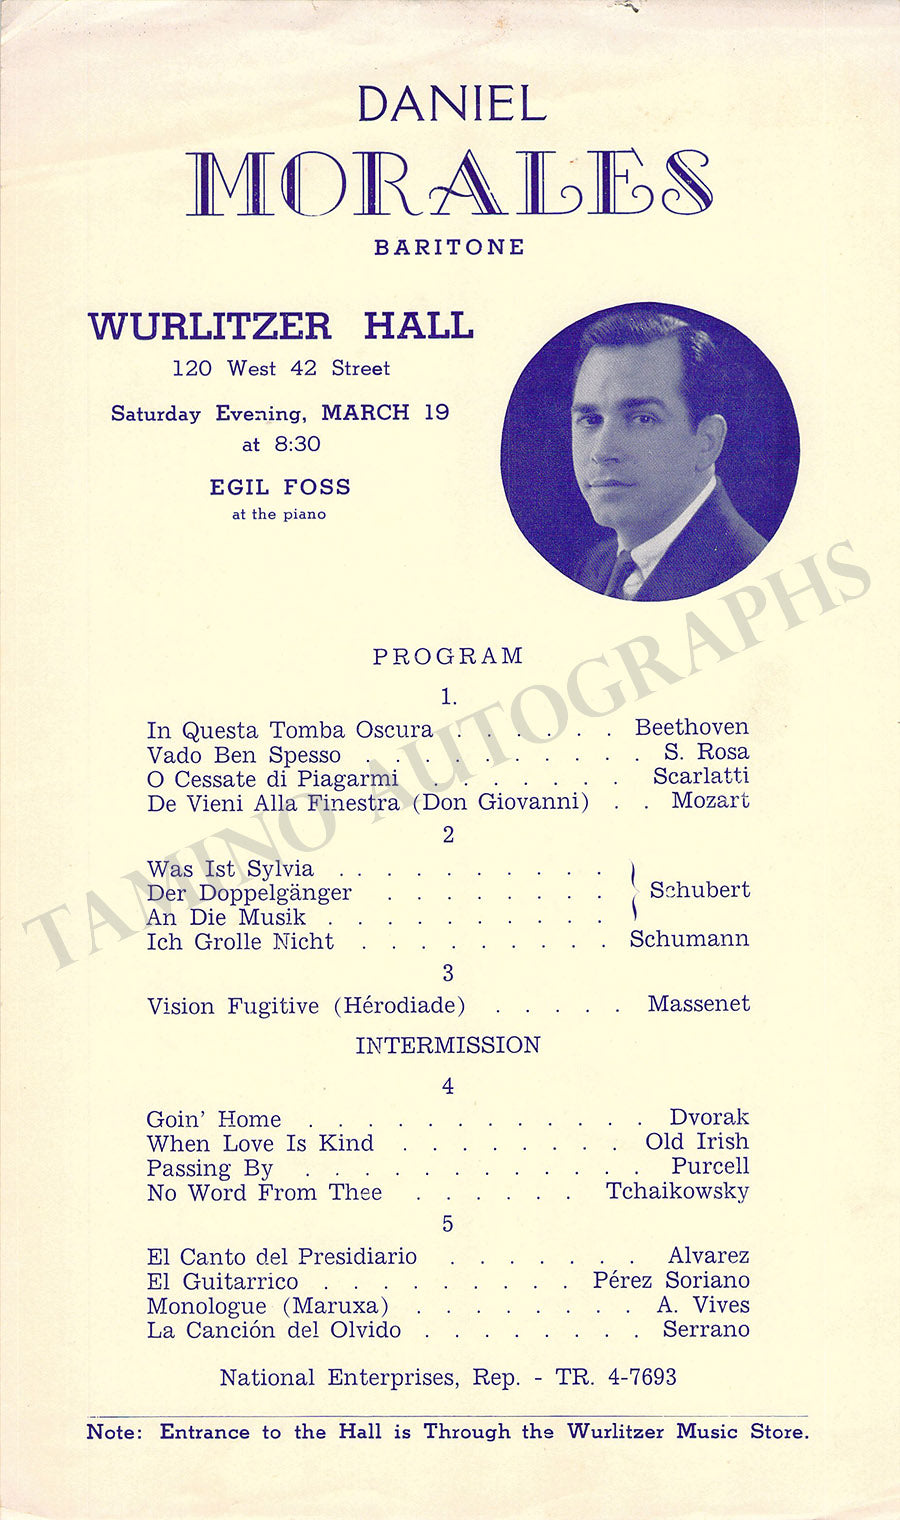 DANIEL
MORALES
BARITONE
WURLITZER HALL
120 West 42 Street
Saturday Evening, MARCH 19
at 8:30
EGIL FOSS
at the piano
TAMINO AUTOGRAPHS
PROGRAM
1.
In Questa Tomba Oscura . . . . . . Beethoven
Vado Ben Spesso . . . . . . . . . S. Rosa
O Cessate di Piagarmi . . . . . . . Scarlatti
De Vieni Alla Finestra (Don Giovanni) . . Mozart
2
Was Ist Sylvia . . . . . . . . . .
Der Doppelgänger . . . . . . . . . Schubert
An Die Musik . . . . . . . . . .
Ich Grolle Nicht . . . . . . . . . Schumann
3
Vision Fugitive (Hérodiade) . . . . . Massenet
INTERMISSION
4
Goin' Home . . . . . . . . . . . . Dvorak
When Love Is Kind . . . . . . . . Old Irish
Passing By . . . . . . . . . . . . Purcell
No Word From Thee . . . . . . Tchaikowsky
5
El Canto del Presidiario . . . . . . . Alvarez
El Guitarrico . . . . . . . . . Pérez Soriano
Monologue (Maruxa) . . . . . . . . A. Vives
La Canción del Olvido . . . . . . . . Serrano
National Enterprises, Rep. - TR. 4-7693
Note: Entrance to the Hall is Through the Wurlitzer Music Store.